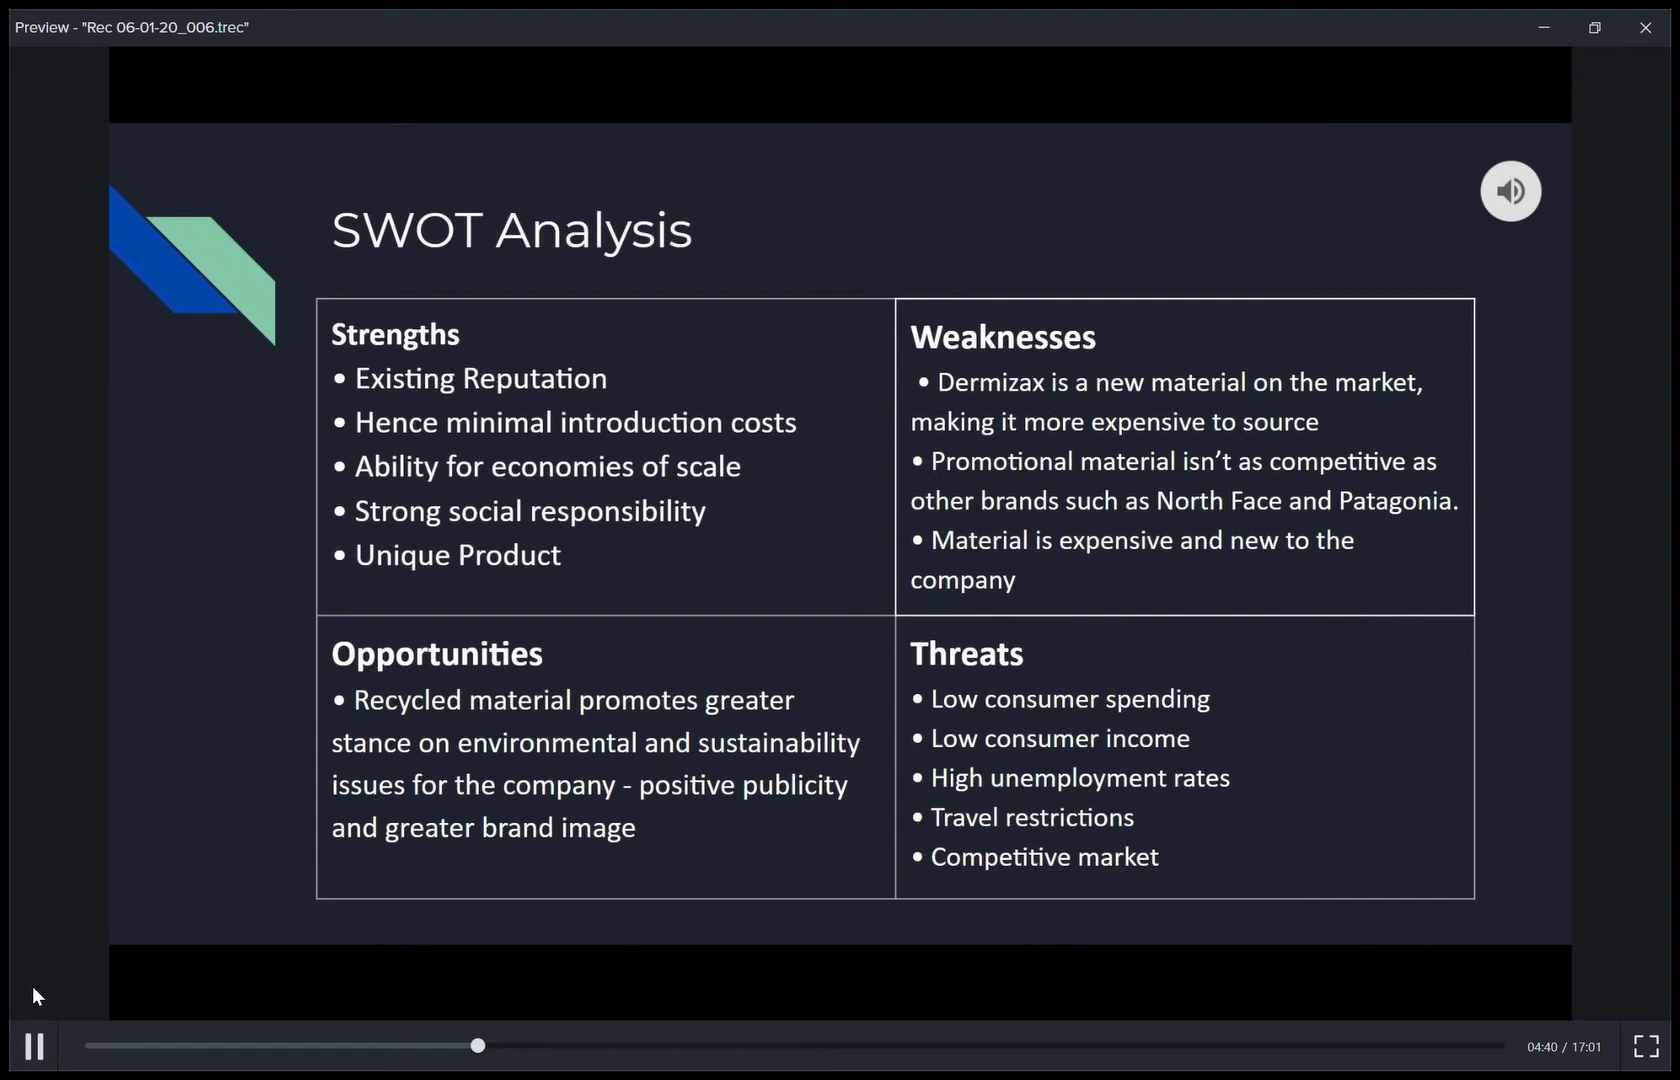 Preview - "Rec 06-01-20_006.trec"
SWOT Analysis
Strengths
• Existing Reputation
• Hence minimal introduction costs
• Ability for economies of scale
• Strong social responsibility
• Unique Product
Weaknesses
• Dermizax is a new material on the market,
making it more expensive to source
• Promotional material isn’t as competitive as
other brands such as North Face and Patagonia.
• Material is expensive and new to the
company
Opportunities
• Recycled material promotes greater
stance on environmental and sustainability
issues for the company - positive publicity
and greater brand image
Threats
• Low consumer spending
• Low consumer income
• High unemployment rates
• Travel restrictions
• Competitive market
04:40 / 17:01